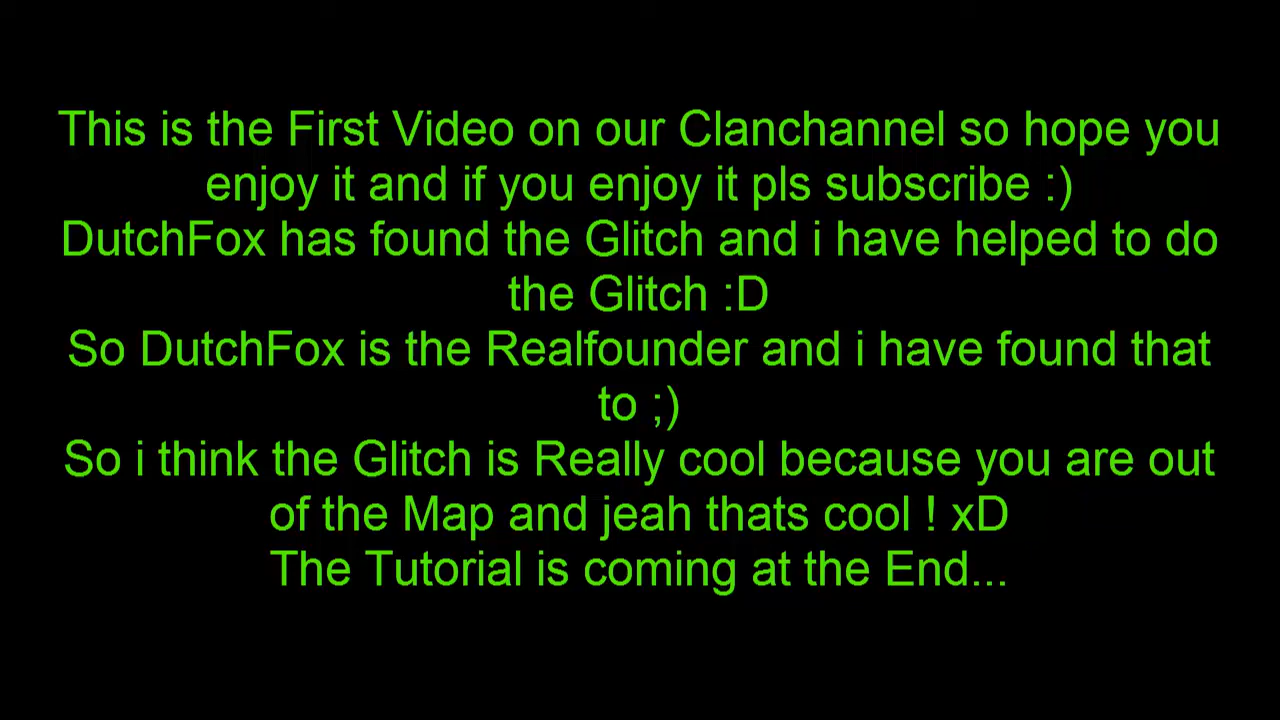 This is the First Video on our Clanchannel so hope you
enjoy it and if you enjoy it pls subscribe :)
DutchFox has found the Glitch and i have helped to do
the Glitch :D
So DutchFox is the Realfounder and i have found that
to ;)
So i think the Glitch is Really cool because you are out
of the Map and jeah thats cool ! xD
The Tutorial is coming at the End...